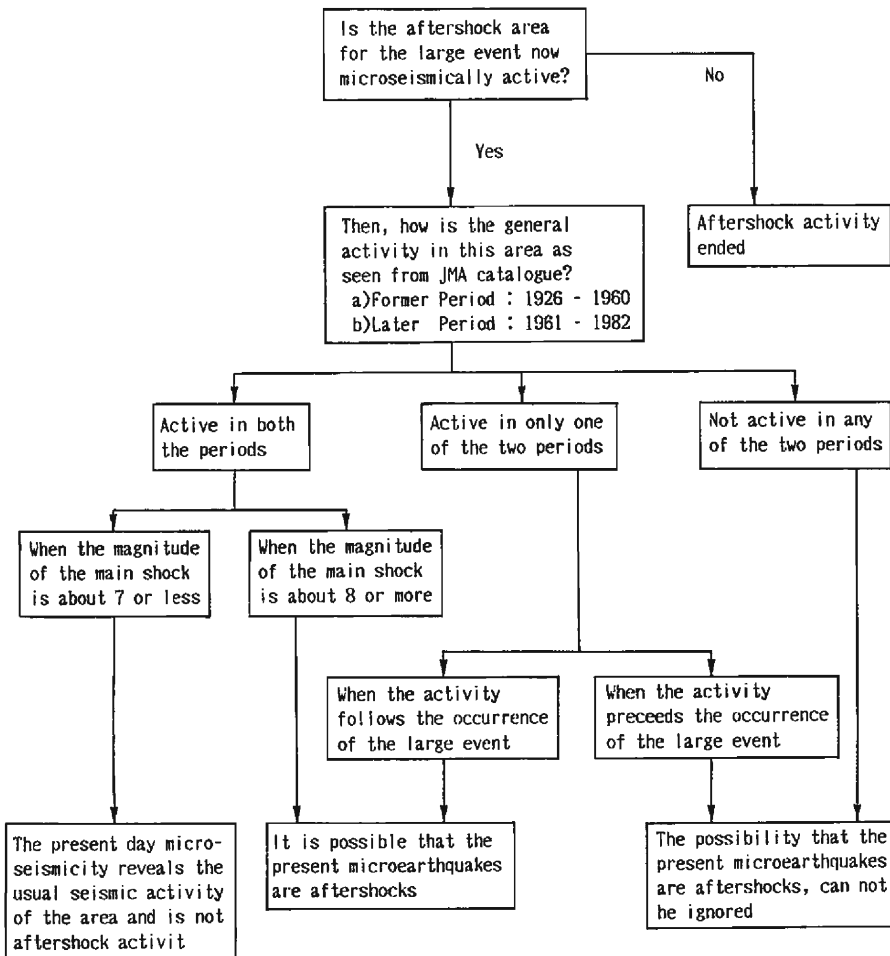 Is the aftershock area
for the large event now
microseismically active?
No
Yes
Then, how is the general
activity in this area as
seen from JMA catalogue?
a)Former Period : 1926 - 1960
b)Later Period : 1961 - 1982
Aftershock activity
ended
Active in both
the periods
Active in only one
of the two periods
Not active in any
of the two periods
When the magnitude
of the main shock
is about 7 or less
When the magnitude
of the main shock
is about 8 or more
When the activity
follows the occurrence
of the large event
When the activity
preceeds the occurrence
of the large event
The present day micro-
seismicity reveals the
usual seismic activity
of the area and is not
aftershock activit
It is possible that the
present microearthquakes
are aftershocks
The possibility that the
present microearthquakes
are aftershocks, can not
he ignored